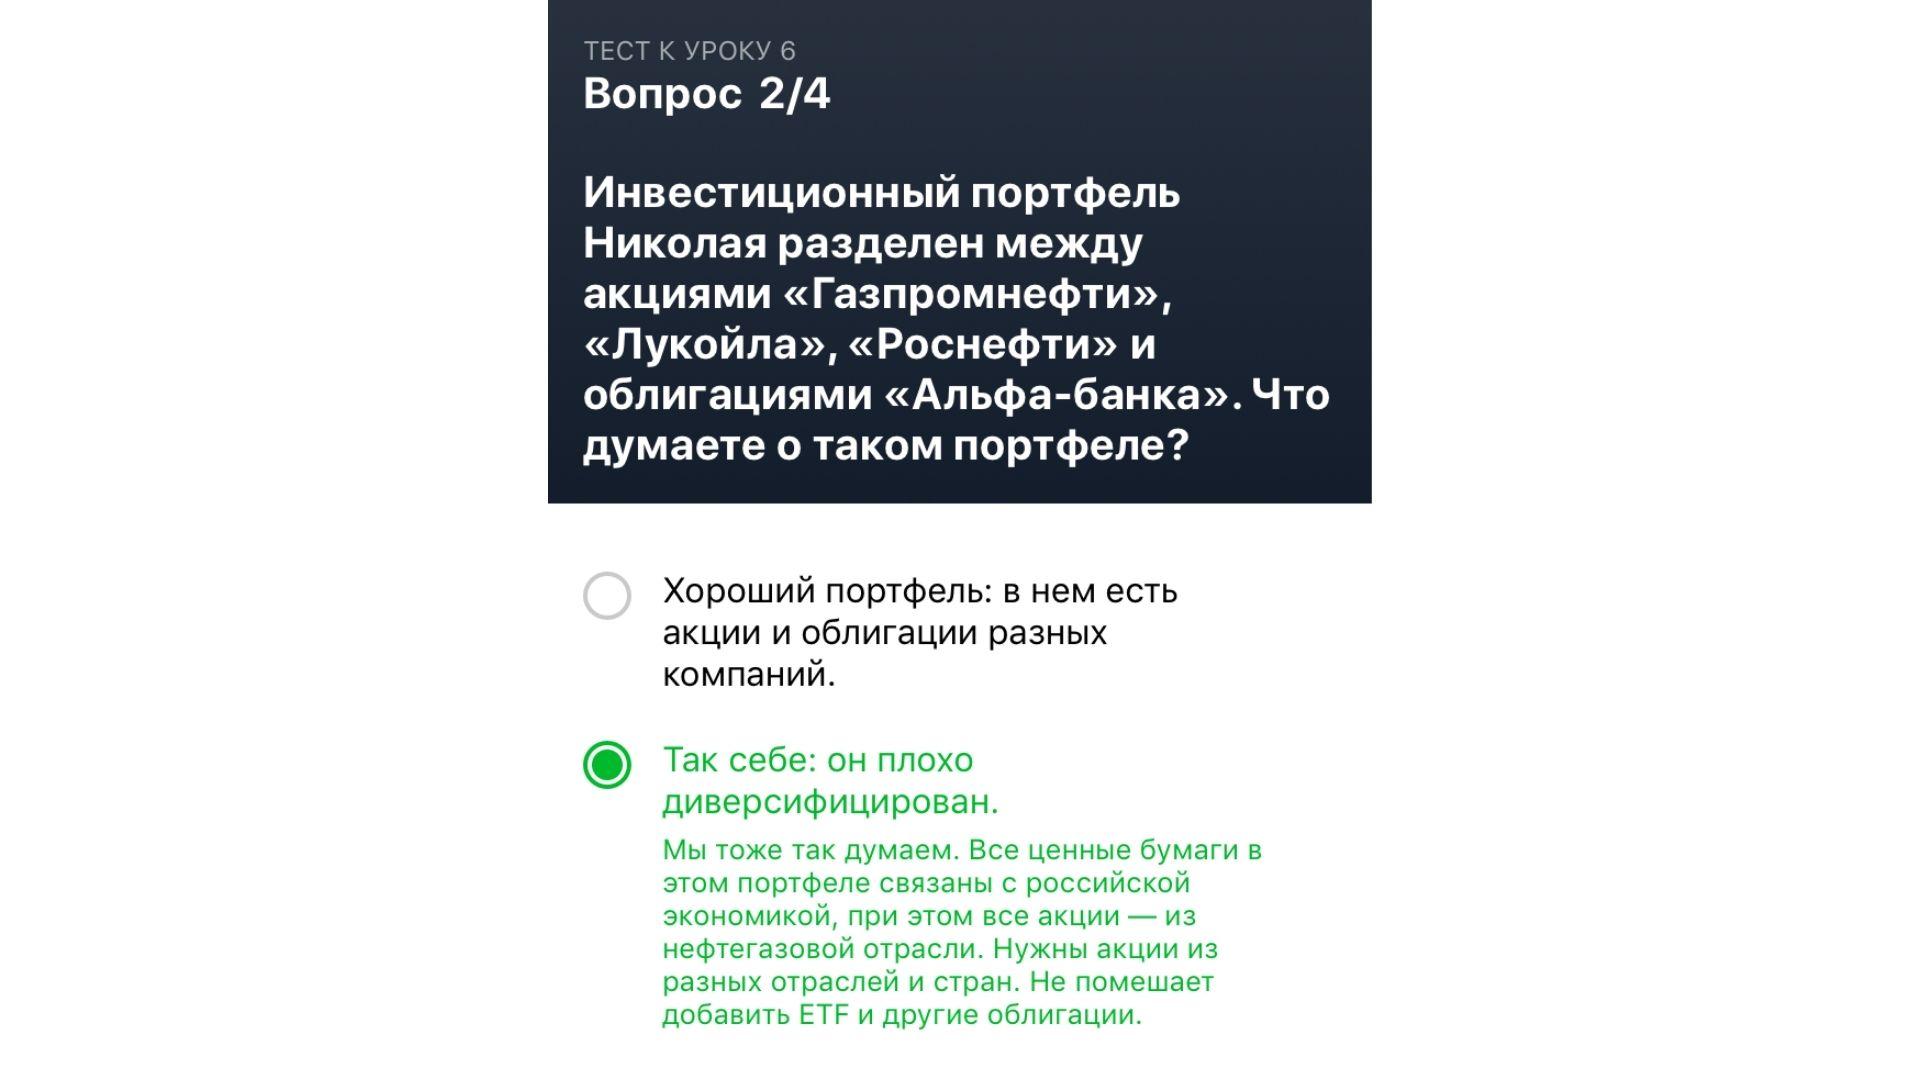 ТЕСТ К УРОКУ 6
Вопрос 2/4
Инвестиционный портфель
Николая разделен между
акциями «Газпромнефти»,
«Лукойла», «Роснефти» и
облигациями «Альфа-банка». Что
думаете о таком портфеле?
Хороший портфель: в нем есть
акции и облигации разных
компаний.
Так себе: он плохо
диверсифицирован.
Мы тоже так думаем. Все ценные бумаги в
этом портфеле связаны с российской
экономикой, при этом все акции — из
нефтегазовой отрасли. Нужны акции из
разных отраслей и стран. Не помешает
добавить ETF и другие облигации.